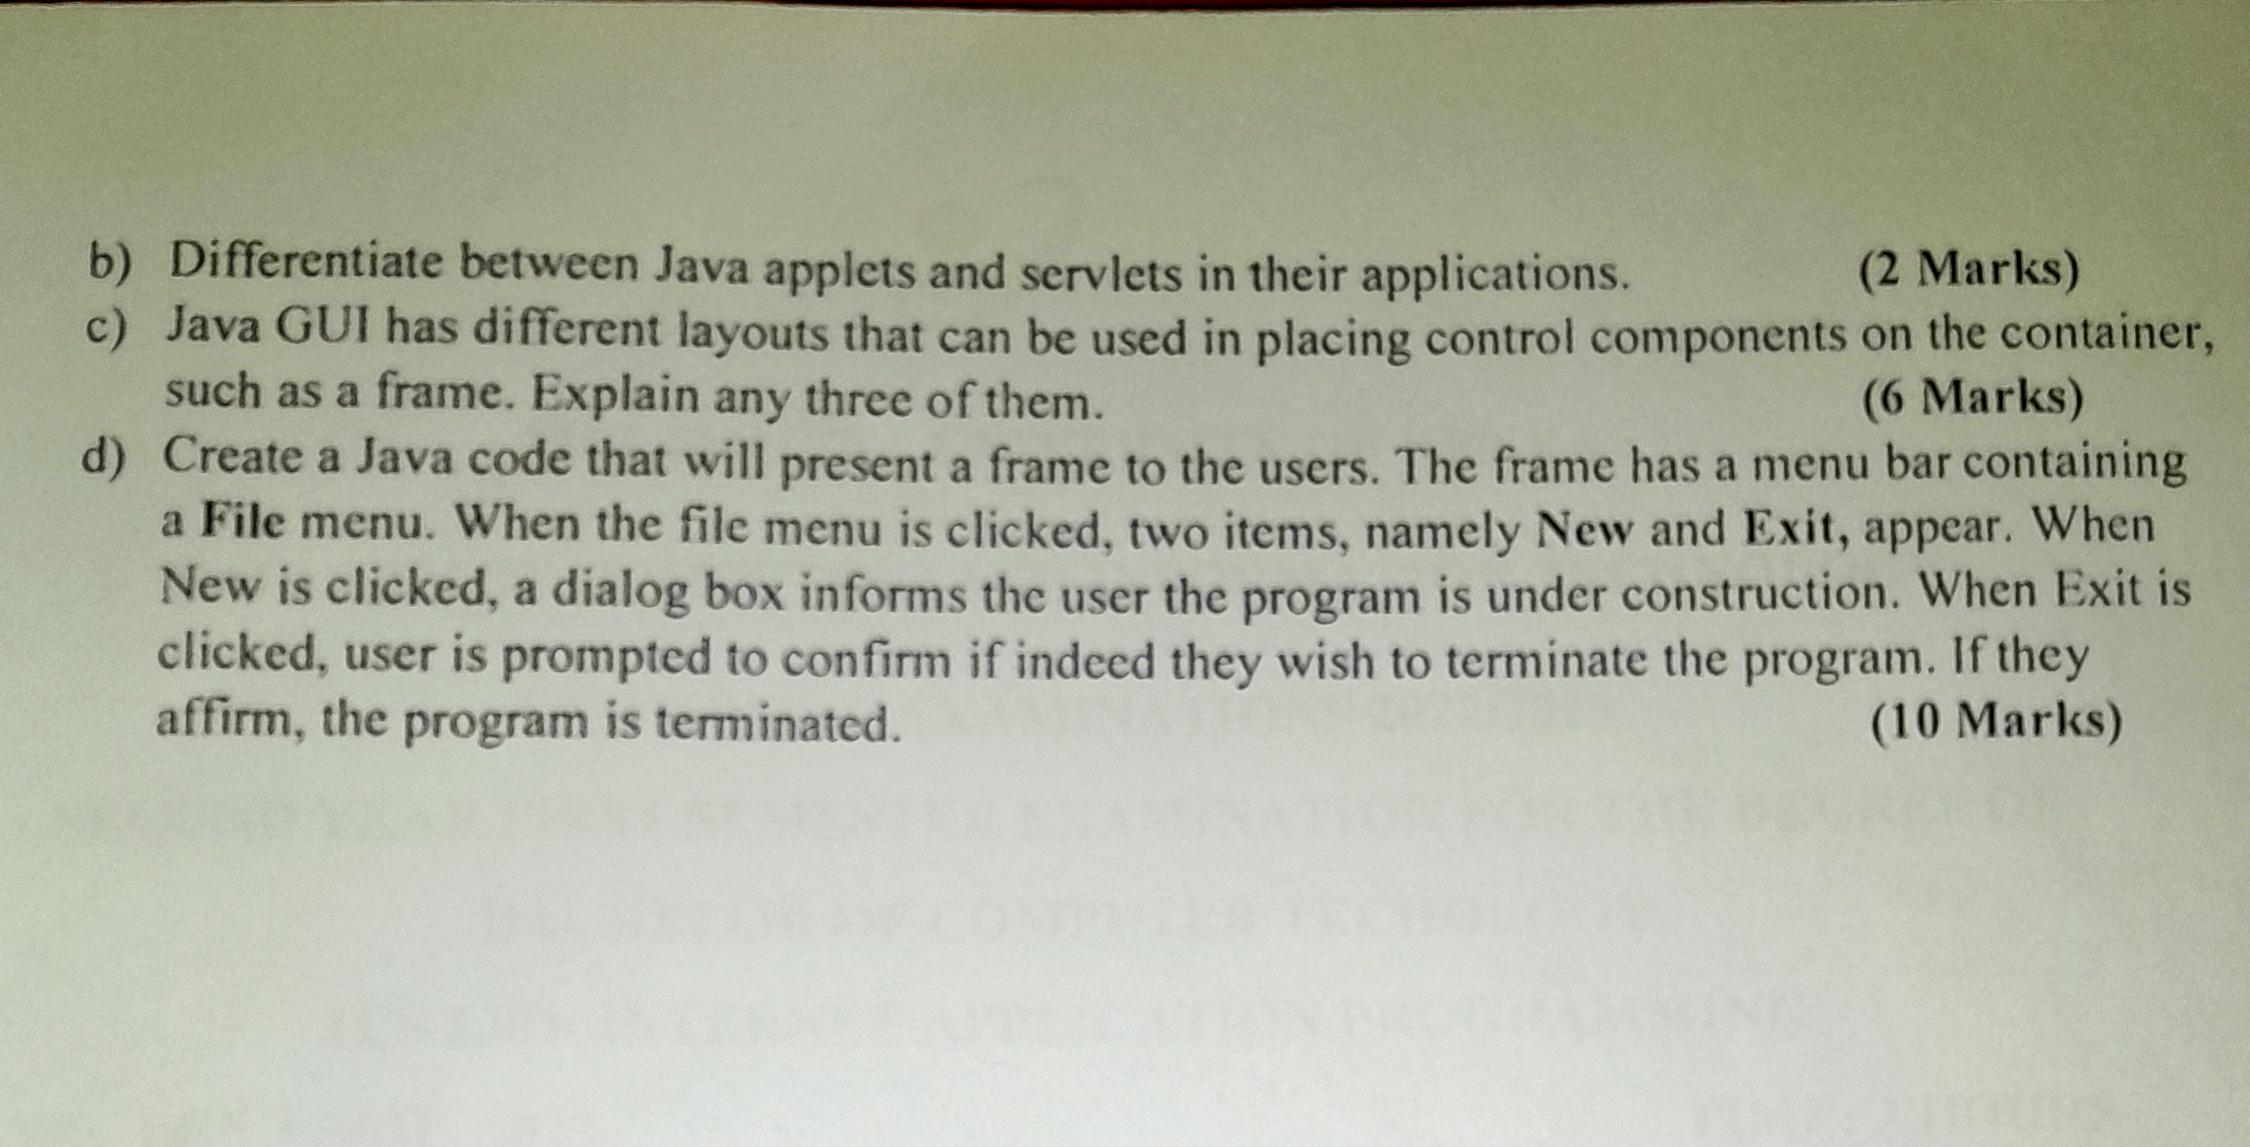 b) Differentiate between Java applets and servlets in their applications. (2 Marks)
c) Java GUI has different layouts that can be used in placing control components on the container,
such as a frame. Explain any three of them. (6 Marks)
d) Create a Java code that will present a frame to the users. The frame has a menu bar containing
a File menu. When the file menu is clicked, two items, namely New and Exit, appear. When
New is clicked, a dialog box informs the user the program is under construction. When Exit is
clicked, user is prompted to confirm if indeed they wish to terminate the program. If they
affirm, the program is terminated. (10 Marks)